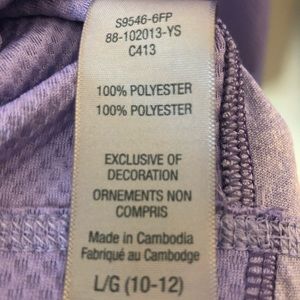 S9546-6FP
88-102013-YS
C413
100% POLYESTER
100% POLYESTER
EXCLUSIVE OF
DECORATION
ORNEMENTS NON
COMPRIS
Made in Cambodia
Fabriqué au Cambodge
L/G (10-12)